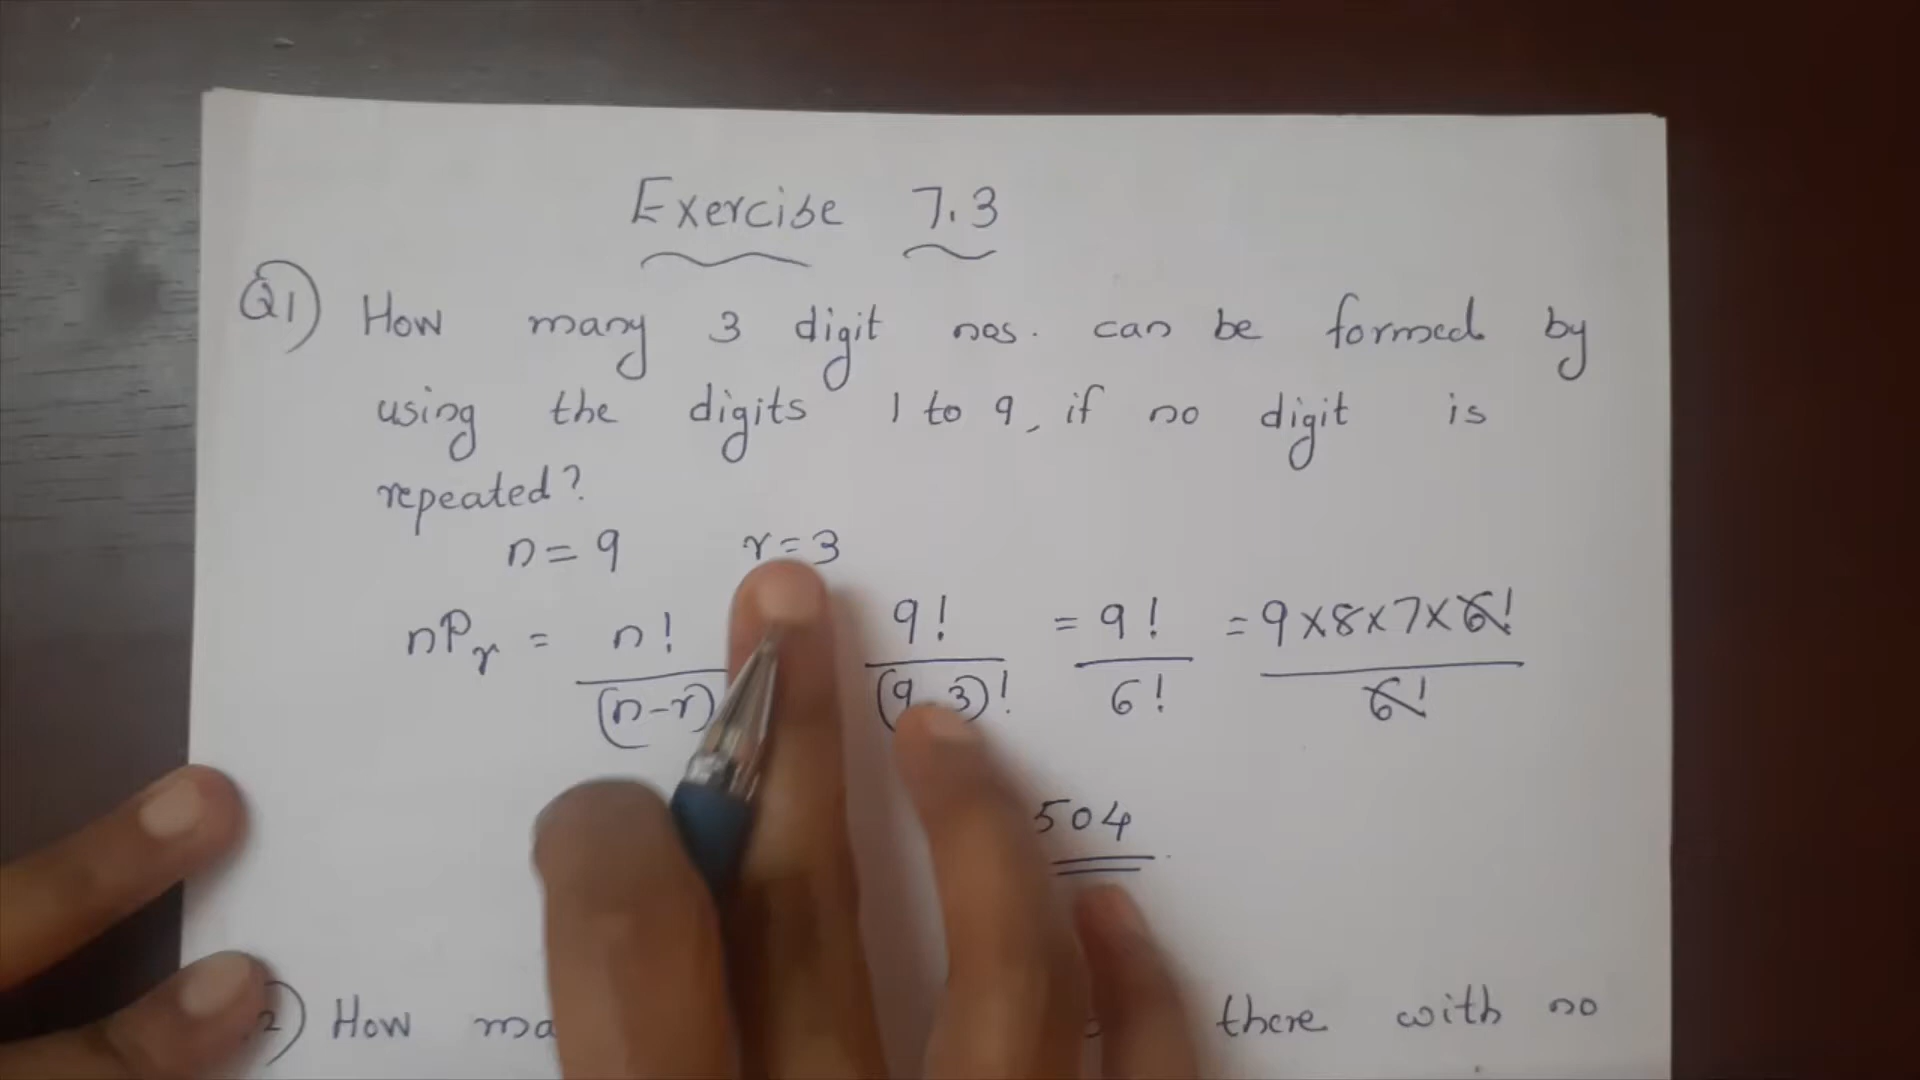 Exercise 7.3
Q1) How many 3 digit nos. can be formed by
using the digits 1 to 9, if no digit is
repeated?
n = 9 r = 3
nPr = n! / (n-r) 9! / (9-3)! = 9! / 6! = 9×8×7×6! / 6!
504
2) How there with no